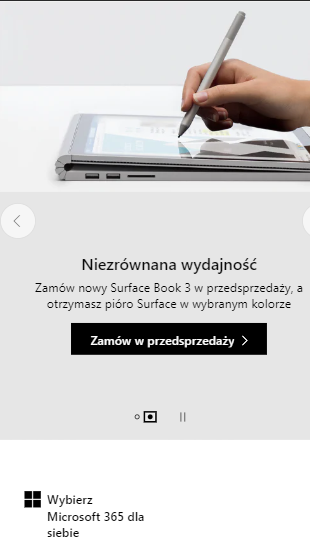 Niezrównana wydajność
Zamów nowy Surface Book 3 w przedsprzedaży, a
otrzymasz pióro Surface w wybranym kolorze
Zamów w przedsprzedaży
Wybierz
Microsoft 365 dla
siebie